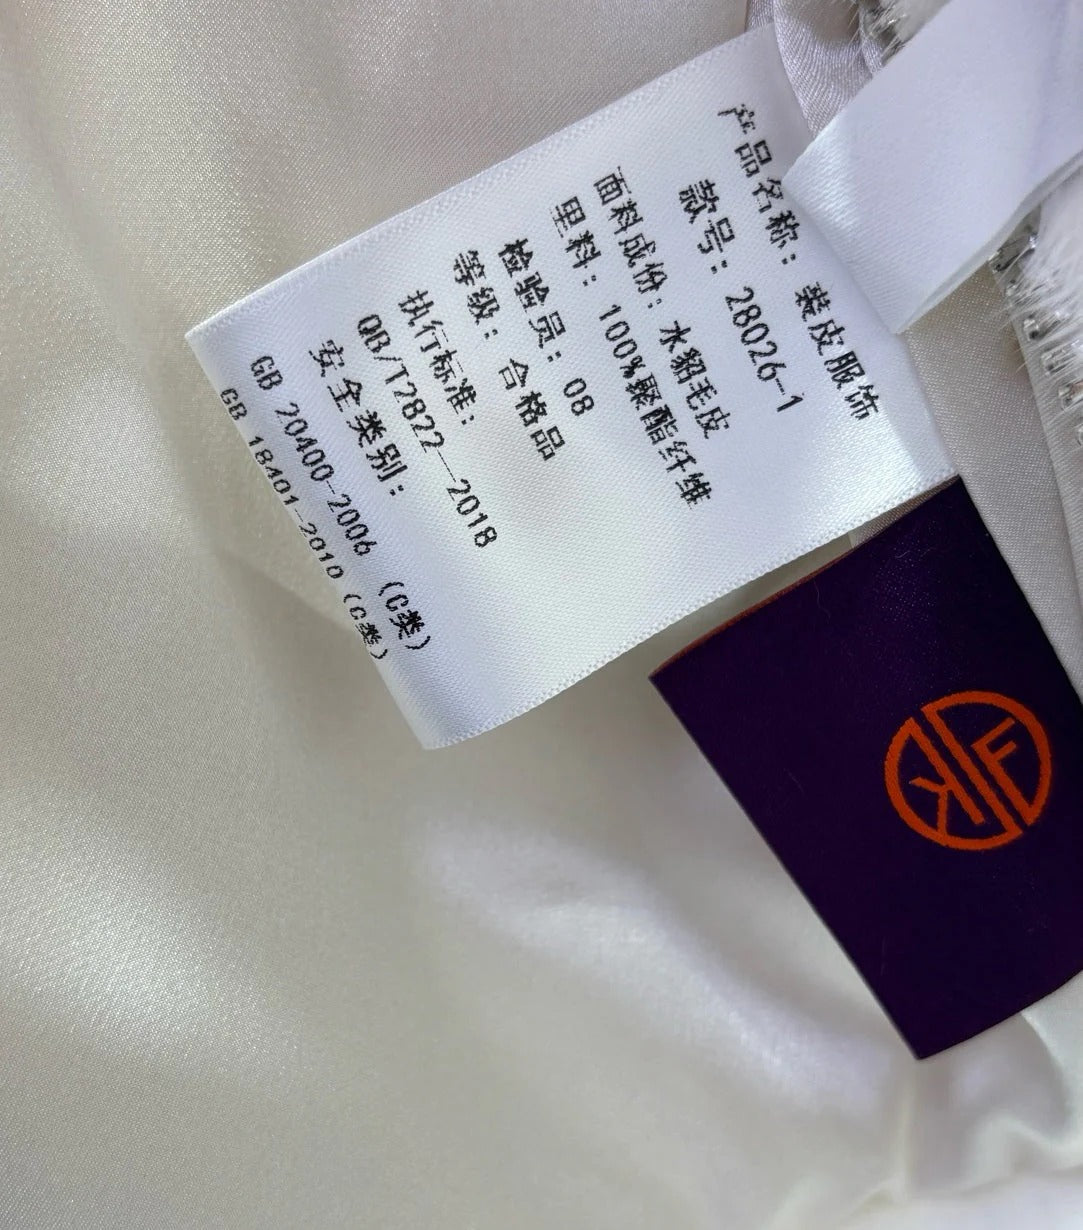 产品名称：裘皮服饰
款号：28026-1
面料成份：水貂毛皮
里料：100%聚酯纤维
检验员：08
等级：合格品
执行标准：
QB/T2822—2018
安全类别：
GB 20400-2006 (C类)
GB 18401-2010 (C类)
KF